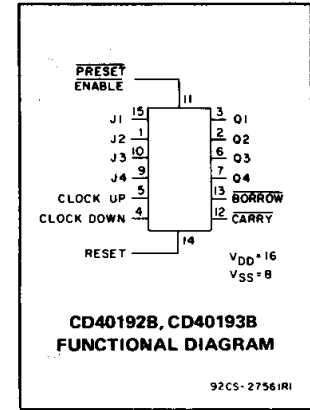 PRESET
ENABLE
11
J1 15 3 Q1
J2 1 2 Q2
J3 10 6 Q3
J4 9 7 Q4
CLOCK UP 5 13 BORROW
CLOCK DOWN 4 12 CARRY
RESET 14
VDD=16
VSS=8
CD40192B, CD40193B
FUNCTIONAL DIAGRAM
92CS-27561R1